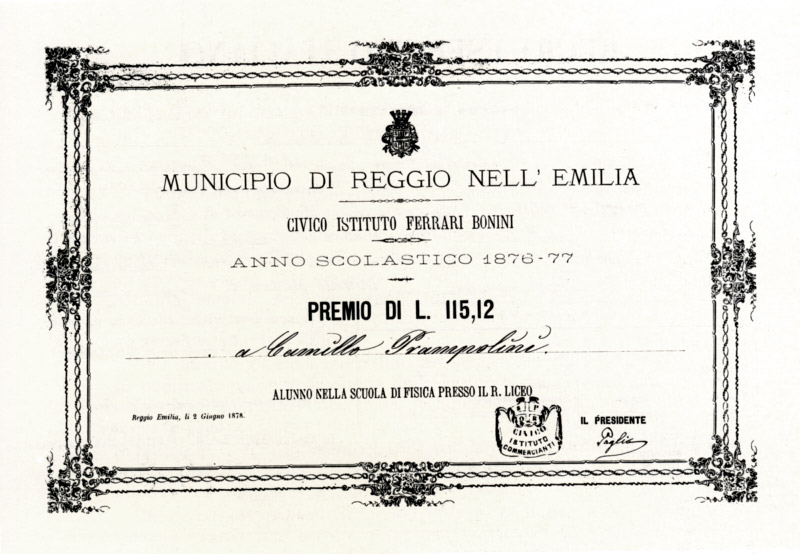 MUNICIPIO DI REGGIO NELL' EMILIA
CIVICO ISTITUTO FERRARI BONINI
ANNO SCOLASTICO 1876-77
PREMIO DI L. 115,12
a Camillo Prampolini.
ALUNNO NELLA SCUOLA DI FISICA PRESSO IL R. LICEO
Reggio Emilia, li 2 Giugno 1878.
CIVICO
ISTITUTO
COMMERCIANTI
IL PRESIDENTE